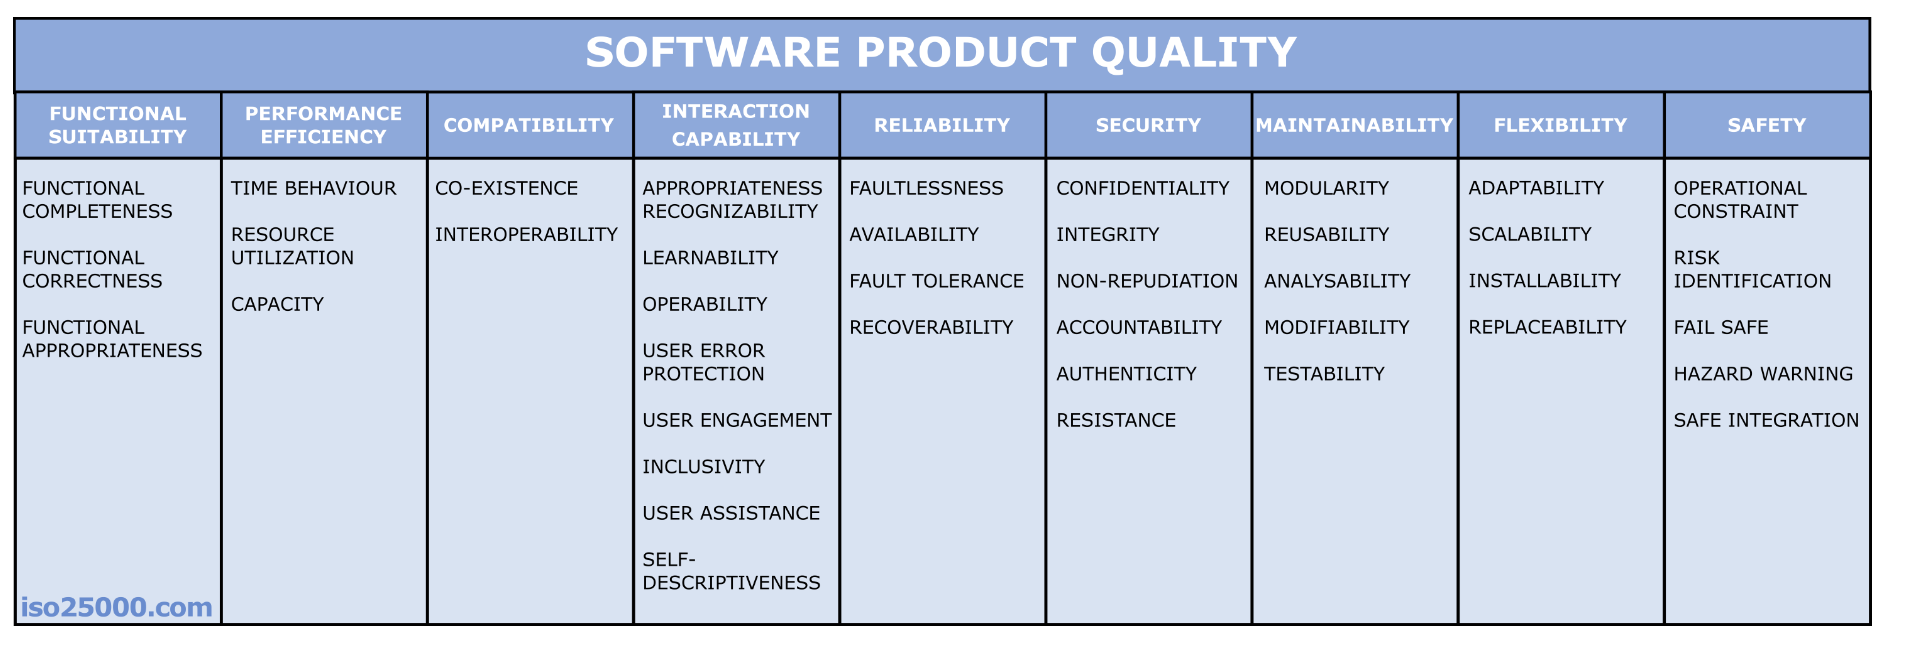 SOFTWARE PRODUCT QUALITY
FUNCTIONAL
SUITABILITY
PERFORMANCE
EFFICIENCY
COMPATIBILITY
INTERACTION
CAPABILITY
RELIABILITY
SECURITY
MAINTAINABILITY
FLEXIBILITY
SAFETY
FUNCTIONAL
COMPLETENESS
FUNCTIONAL
CORRECTNESS
FUNCTIONAL
APPROPRIATENESS
TIME BEHAVIOUR
RESOURCE
UTILIZATION
CAPACITY
CO-EXISTENCE
INTEROPERABILITY
APPROPRIATENESS
RECOGNIZABILITY
LEARNABILITY
OPERABILITY
USER ERROR
PROTECTION
USER ENGAGEMENT
INCLUSIVITY
USER ASSISTANCE
SELF-
DESCRIPTIVENESS
FAULTLESSNESS
AVAILABILITY
FAULT TOLERANCE
RECOVERABILITY
CONFIDENTIALITY
INTEGRITY
NON-REPUDIATION
ACCOUNTABILITY
AUTHENTICITY
RESISTANCE
MODULARITY
REUSABILITY
ANALYSABILITY
MODIFIABILITY
TESTABILITY
ADAPTABILITY
SCALABILITY
INSTALLABILITY
REPLACEABILITY
OPERATIONAL
CONSTRAINT
RISK
IDENTIFICATION
FAIL SAFE
HAZARD WARNING
SAFE INTEGRATION
iso25000.com